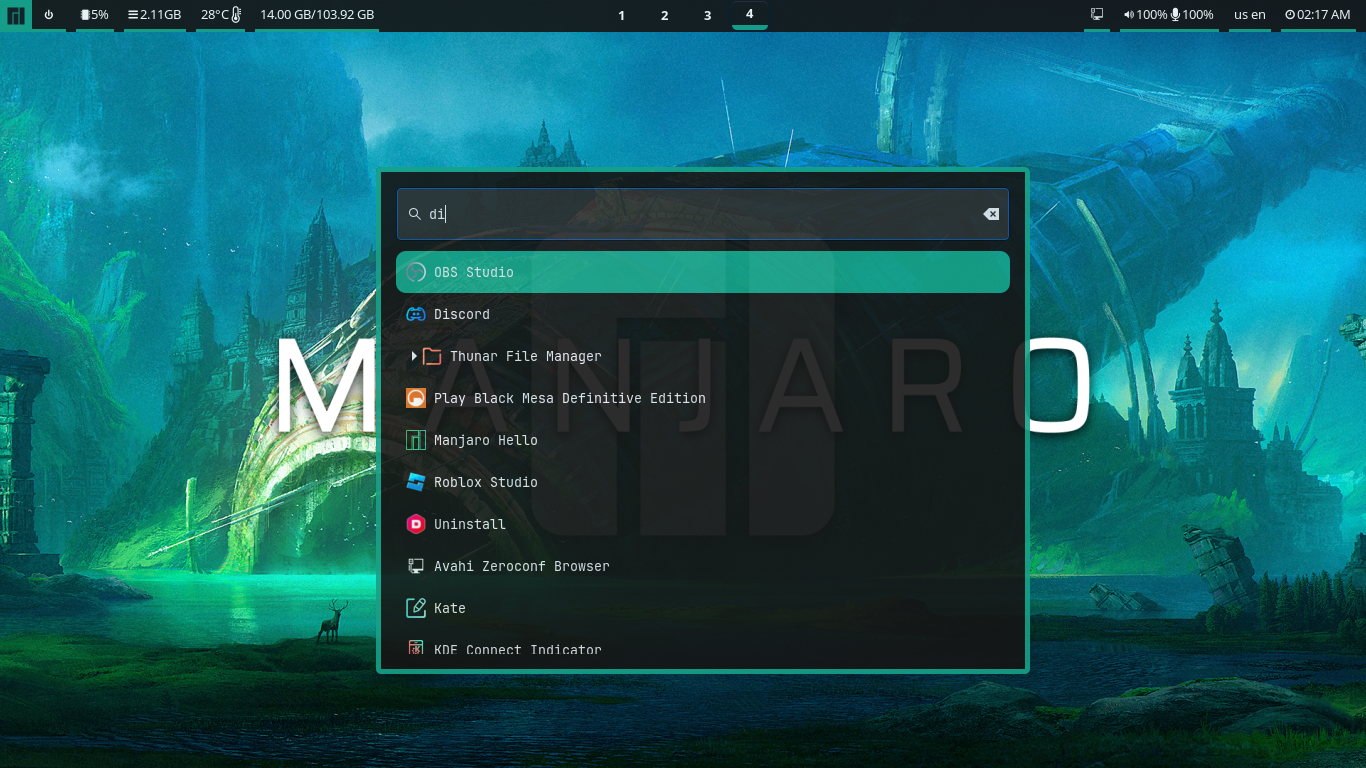 5% 2.11GB 28°C 14.00 GB/103.92 GB 1 2 3 4 100% 100% us en 02:17 AM
di
OBS Studio
Discord
Thunar File Manager
Play Black Mesa Definitive Edition
MANJARO
Manjaro Hello
Roblox Studio
Uninstall
Avahi Zeroconf Browser
Kate
KDE Connect Indicator